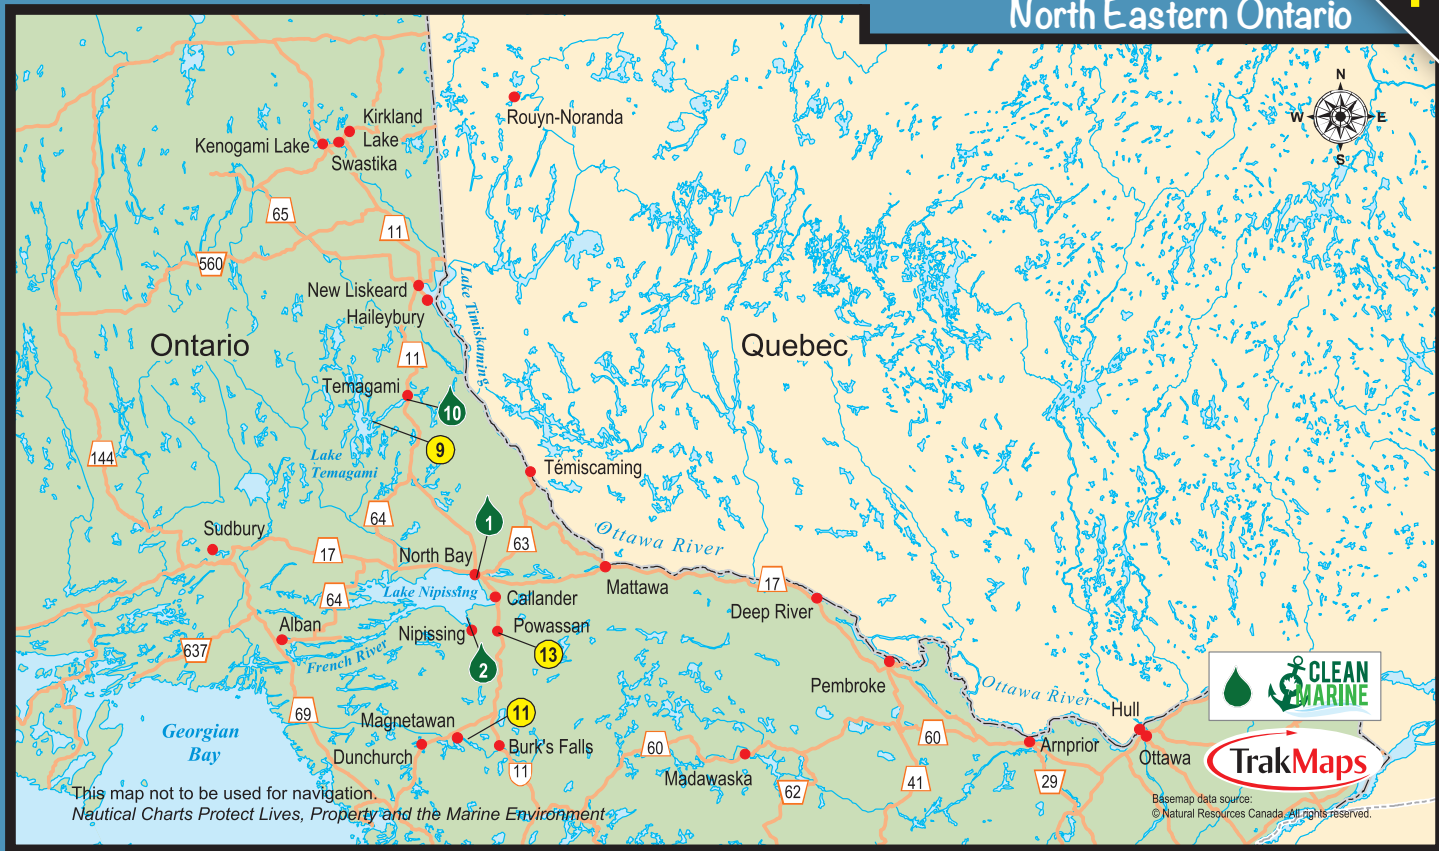 North Eastern Ontario
N
W
E
S
Rouyn-Noranda
Kirkland
Lake
Kenogami Lake
Swastika
65
11
560
New Liskeard
Haileybury
Lake Timiskaming
Ontario
Quebec
11
Temagami
10
9
144
Lake
Temagami
Témiscaming
64
1
63
Sudbury
17
North Bay
Ottawa River
Mattawa
17
Lake Nipissing
64
Callander
Deep River
Alban
Nipissing
Powassan
637
French River
13
2
Pembroke
Ottawa River
CLEAN
MARINE
69
Magnetawan
11
Hull
Georgian
Bay
Dunchurch
Burk's Falls
60
60
Arnprior
Ottawa
11
Madawaska
62
41
29
TrakMaps
This map not to be used for navigation.
Nautical Charts Protect Lives, Property and the Marine Environment
Basemap data source:
© Natural Resources Canada. All rights reserved.